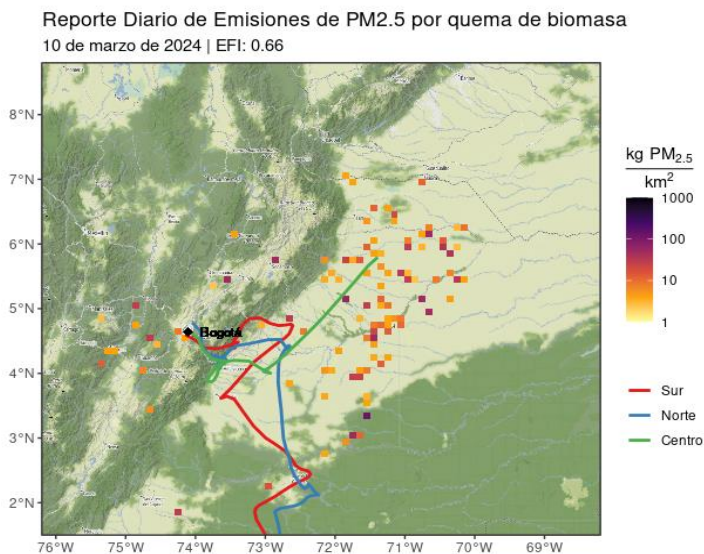 Reporte Diario de Emisiones de PM2.5 por quema de biomasa
10 de marzo de 2024 | EFI: 0.66
8°N
7°N
6°N
5°N
4°N
3°N
2°N
76°W
75°W
74°W
73°W
72°W
71°W
70°W
69°W
Bogotá
kg PM2.5
km²
1000
100
10
1
Sur
Norte
Centro